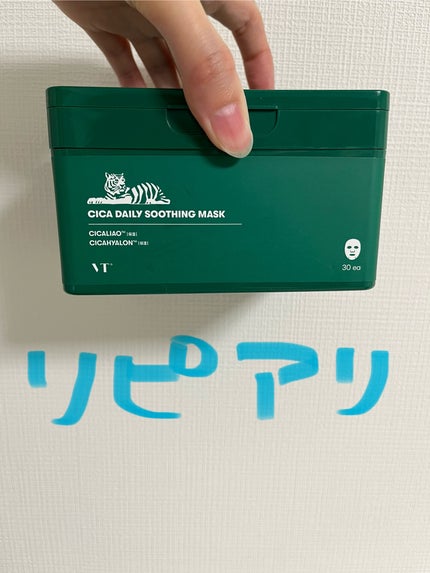 CICA DAILY SOOTHING MASK
CICALIAO™
CICAHYALON™
VT
30 ea
リピアリ